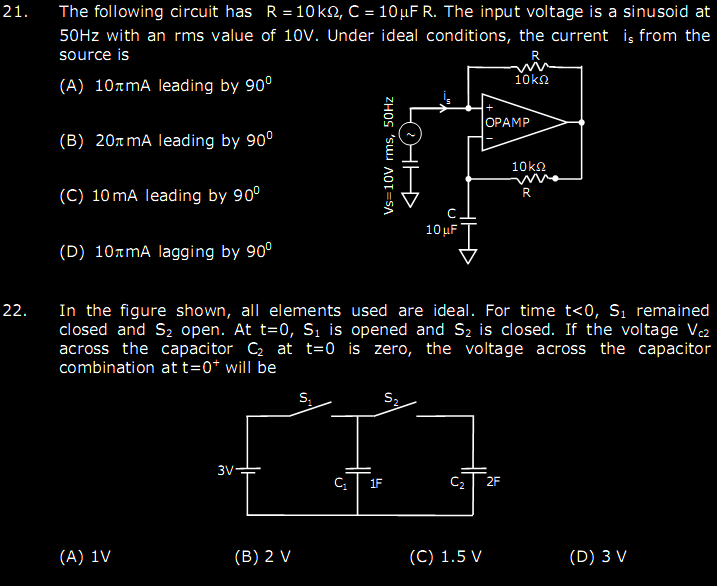 21. The following circuit has R = 10kΩ, C = 10μF R. The input voltage is a sinusoid at
50Hz with an rms value of 10V. Under ideal conditions, the current iₛ from the
source is
R
10kΩ
(A) 10πmA leading by 90⁰
iₛ
+
OPAMP
−
Vs=10V rms, 50Hz
~
(B) 20πmA leading by 90⁰
10kΩ
R
(C) 10mA leading by 90⁰
C
10μF
(D) 10πmA lagging by 90⁰
22. In the figure shown, all elements used are ideal. For time t<0, S₁ remained
closed and S₂ open. At t=0, S₁ is opened and S₂ is closed. If the voltage V꜀₂
across the capacitor C₂ at t=0 is zero, the voltage across the capacitor
combination at t=0⁺ will be
S₁ S₂
3V
C₁ 1F C₂ 2F
(A) 1V (B) 2 V (C) 1.5 V (D) 3 V